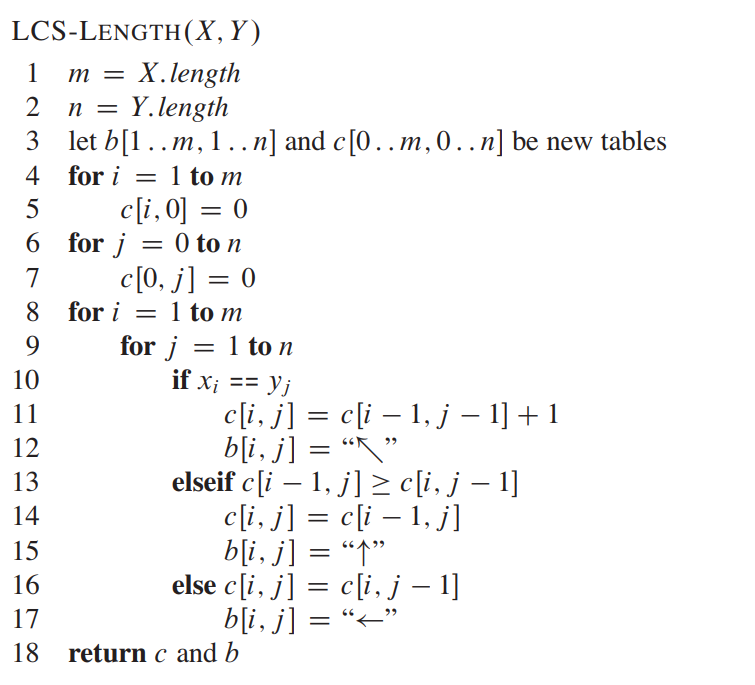 LCS-LENGTH(X, Y)
1 m = X.length
2 n = Y.length
3 let b[1..m, 1..n] and c[0..m, 0..n] be new tables
4 for i = 1 to m
5 c[i, 0] = 0
6 for j = 0 to n
7 c[0, j] = 0
8 for i = 1 to m
9 for j = 1 to n
10 if xᵢ == yⱼ
11 c[i, j] = c[i − 1, j − 1] + 1
12 b[i, j] = “↖”
13 elseif c[i − 1, j] ≥ c[i, j − 1]
14 c[i, j] = c[i − 1, j]
15 b[i, j] = “↑”
16 else c[i, j] = c[i, j − 1]
17 b[i, j] = “←”
18 return c and b